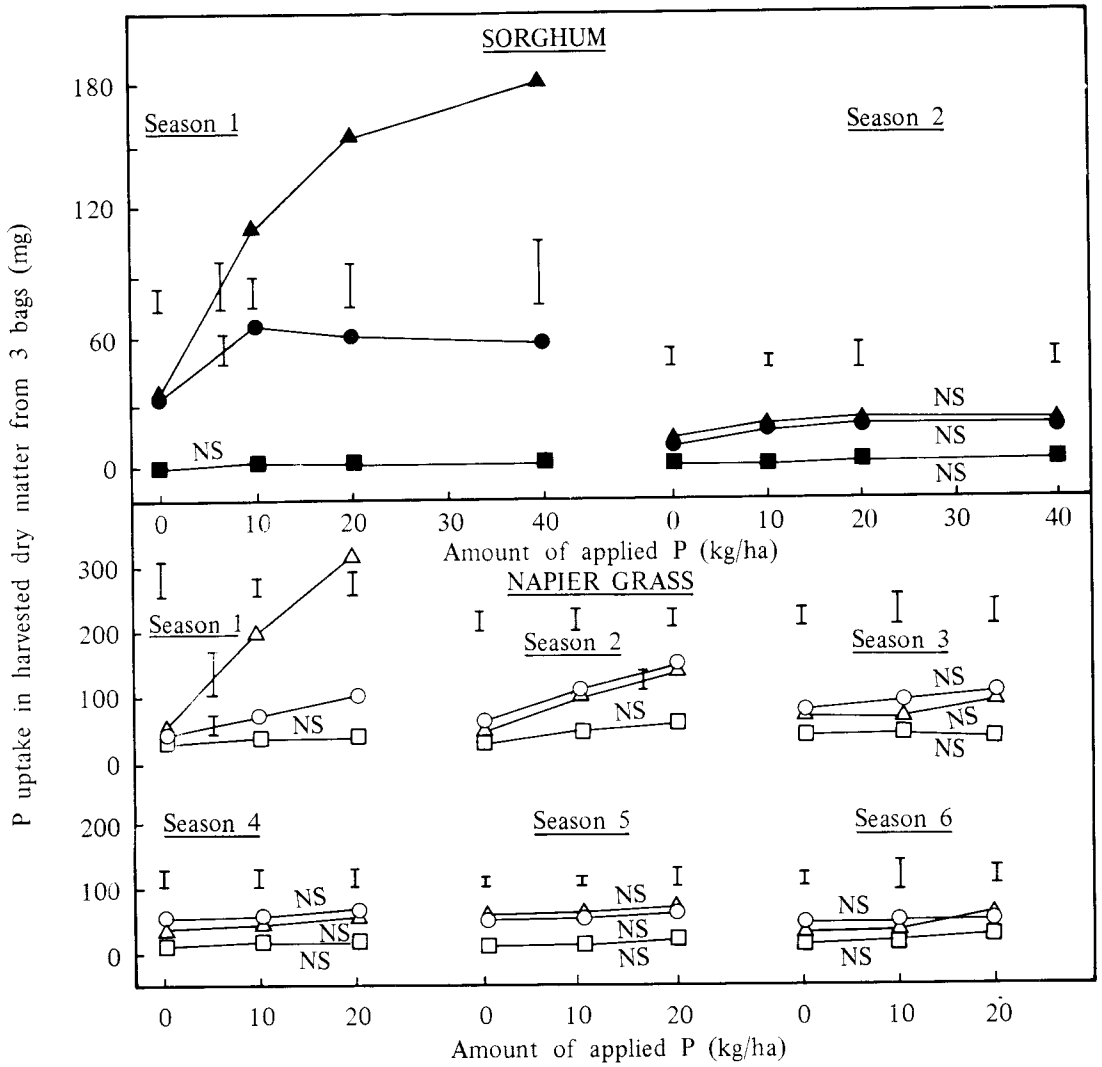 SORGHUM
180
Season 1
Season 2
120
60
NS
NS
NS
NS
0
0 10 20 30 40 0 10 20 30 40
Amount of applied P (kg/ha)
P uptake in harvested dry matter from 3 bags (mg)
NAPIER GRASS
300
Season 1
Season 2
Season 3
200
NS
NS
100
NS
NS
NS
0
Season 4
Season 5
Season 6
200
100
NS
NS
NS
NS
NS
NS
NS
NS
0
0 10 20 0 10 20 0 10 20
Amount of applied P (kg/ha)